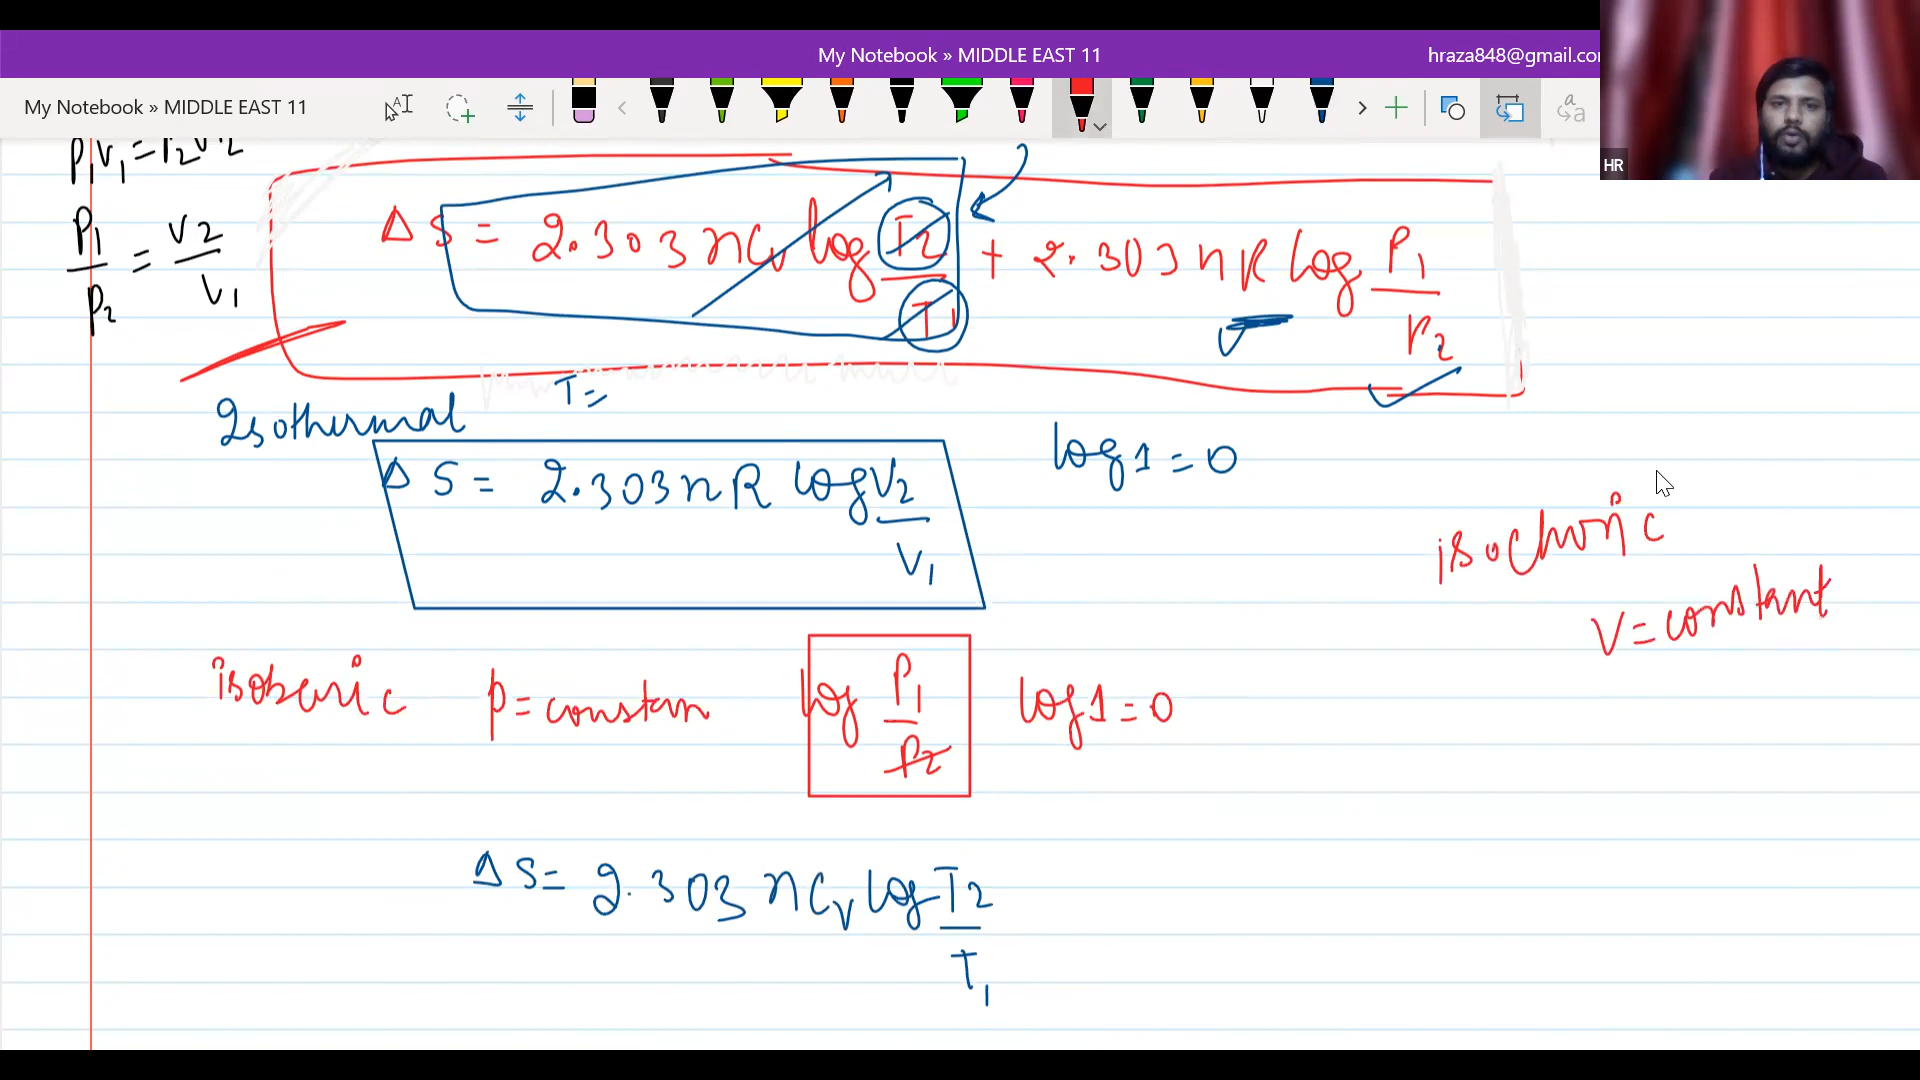 My Notebook » MIDDLE EAST 11
hraza848@gmail.co
My Notebook » MIDDLE EAST 11
HR
P1V1 = P2V2
P1/P2 = V2/V1
ΔS = 2.303 nCv log T2/T1 + 2.303 nR log P1/P2
T =
Isothermal
ΔS = 2.303 nR log V2/V1
log 1 = 0
isochoric
V = constant
isobaric P = constan log P1/P2 log 1 = 0
ΔS = 2.303 nCv log T2/T1